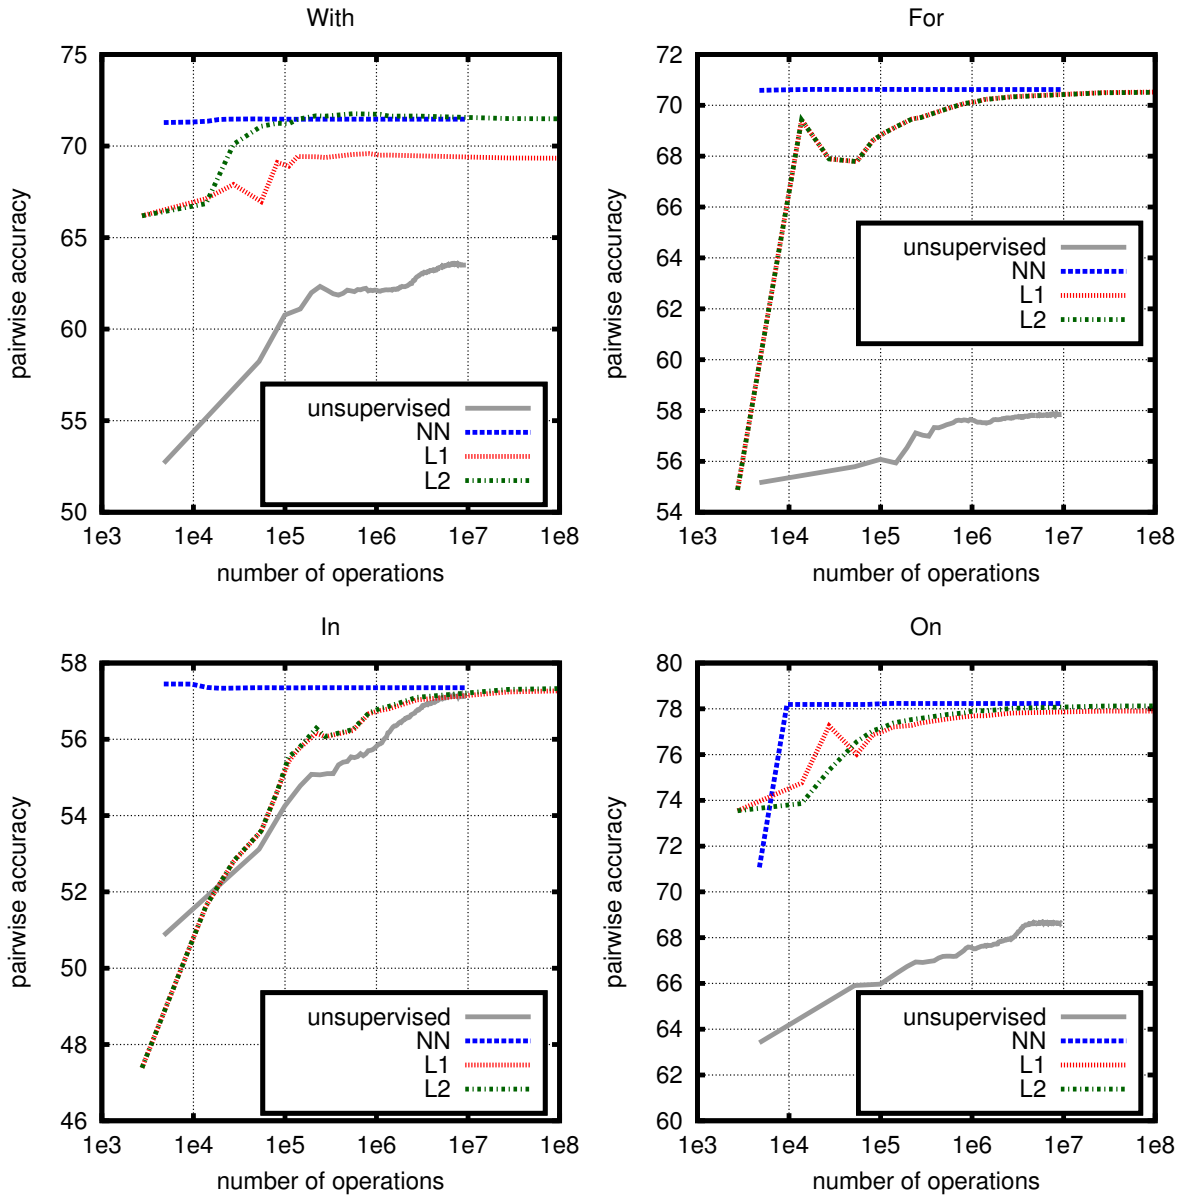 With
75
70
65
60
55
50
pairwise accuracy
unsupervised
NN
L1
L2
1e3 1e4 1e5 1e6 1e7 1e8
number of operations
For
72
70
68
66
64
62
60
58
56
54
pairwise accuracy
unsupervised
NN
L1
L2
1e3 1e4 1e5 1e6 1e7 1e8
number of operations
In
58
56
54
52
50
48
46
pairwise accuracy
unsupervised
NN
L1
L2
1e3 1e4 1e5 1e6 1e7 1e8
number of operations
On
80
78
76
74
72
70
68
66
64
62
60
pairwise accuracy
unsupervised
NN
L1
L2
1e3 1e4 1e5 1e6 1e7 1e8
number of operations